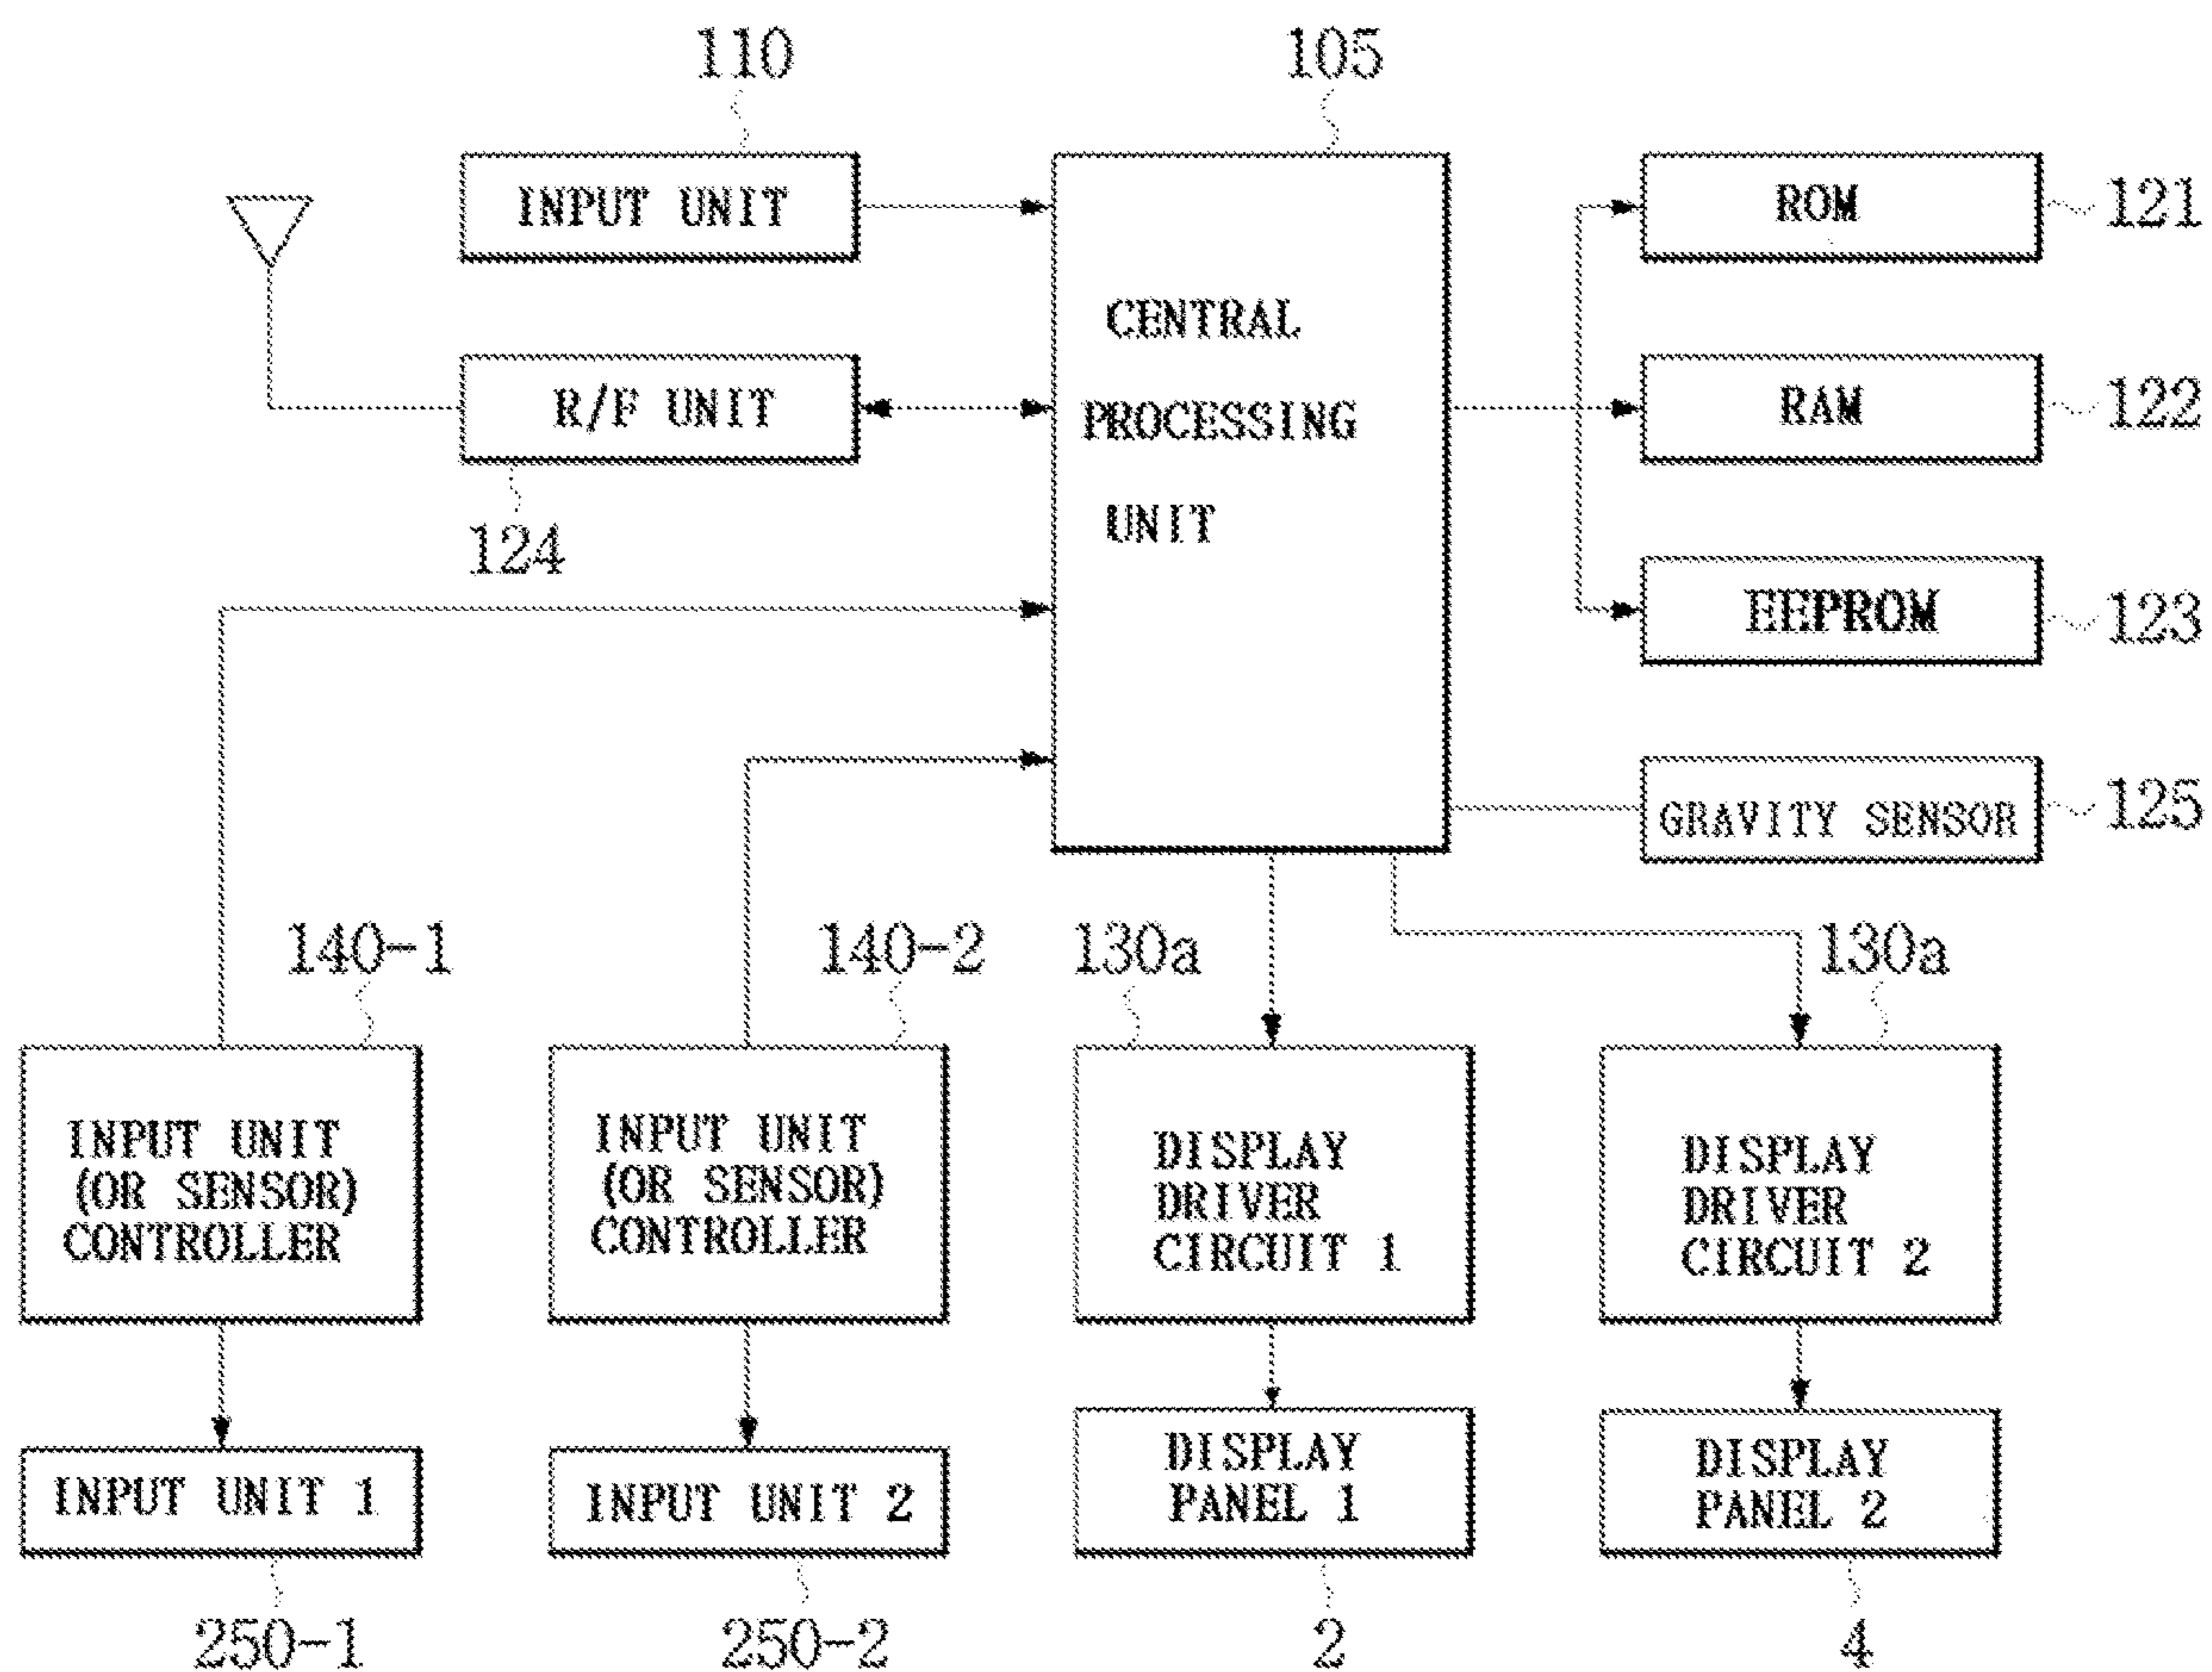 110
105
INPUT UNIT
ROM
121
CENTRAL
PROCESSING
UNIT
R/F UNIT
124
RAM
122
EEPROM
123
GRAVITY SENSOR
125
140-1
140-2
130a
130a
INPUT UNIT
(OR SENSOR)
CONTROLLER
INPUT UNIT
(OR SENSOR)
CONTROLLER
DISPLAY
DRIVER
CIRCUIT 1
DISPLAY
DRIVER
CIRCUIT 2
INPUT UNIT 1
INPUT UNIT 2
DISPLAY
PANEL 1
DISPLAY
PANEL 2
250-1
250-2
2
4